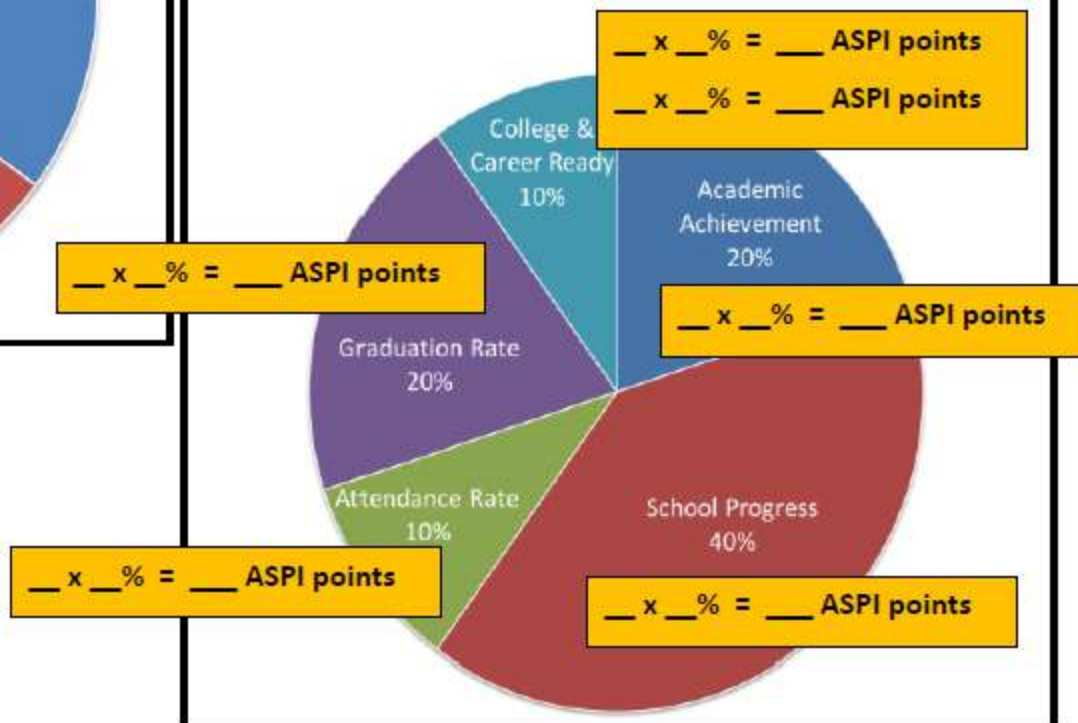 __ x __% = ___ ASPI points
__ x __% = ___ ASPI points
College &
Career Ready
10%
Academic
Achievement
20%
__ x __% = ___ ASPI points
__ x __% = ___ ASPI points
Graduation Rate
20%
Attendance Rate
10%
School Progress
40%
__ x __% = ___ ASPI points
__ x __% = ___ ASPI points